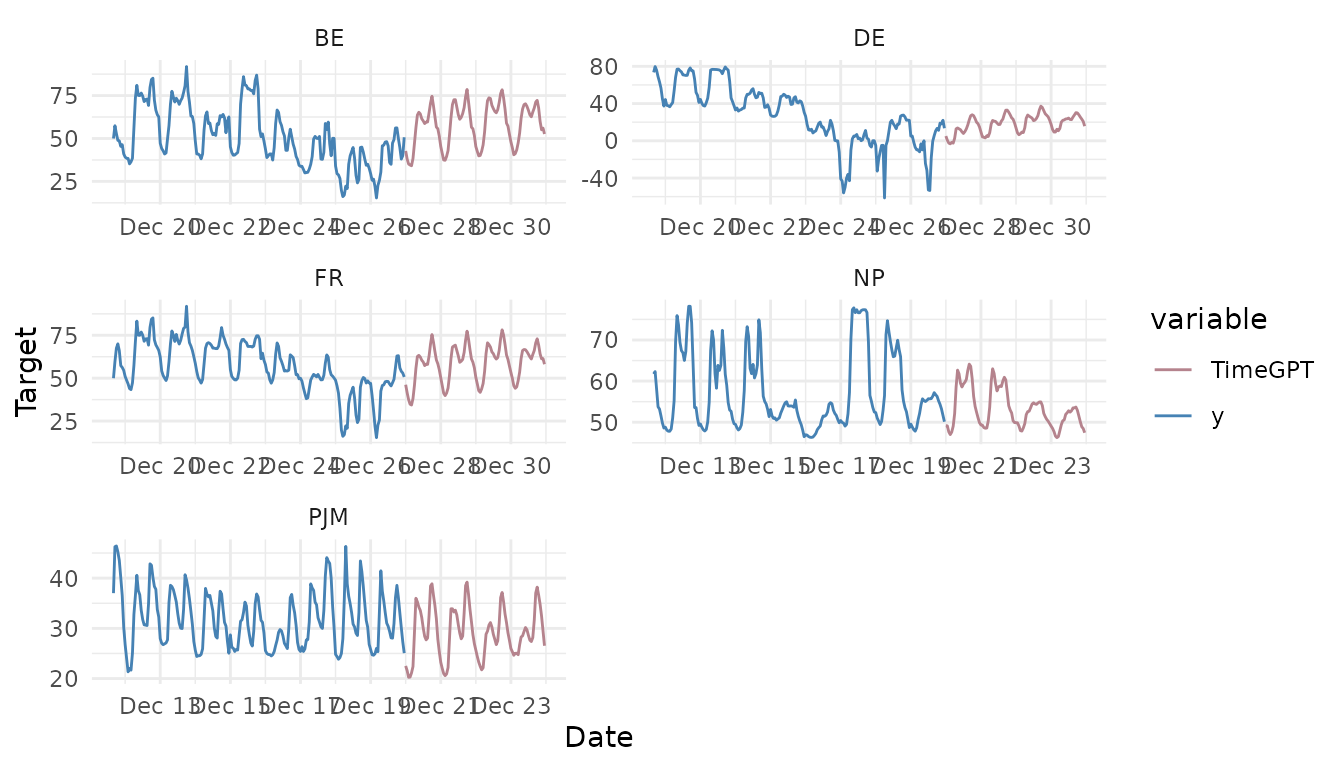 BE
DE
75
50
25
80
40
0
-40
Dec 20 Dec 22 Dec 24 Dec 26 Dec 28 Dec 30
Dec 20 Dec 22 Dec 24 Dec 26 Dec 28 Dec 30
FR
NP
75
50
25
70
60
50
Dec 20 Dec 22 Dec 24 Dec 26 Dec 28 Dec 30
Dec 13 Dec 15 Dec 17 Dec 19 Dec 21 Dec 23
PJM
40
30
20
Dec 13 Dec 15 Dec 17 Dec 19 Dec 21 Dec 23
Target
Date
variable
TimeGPT
y